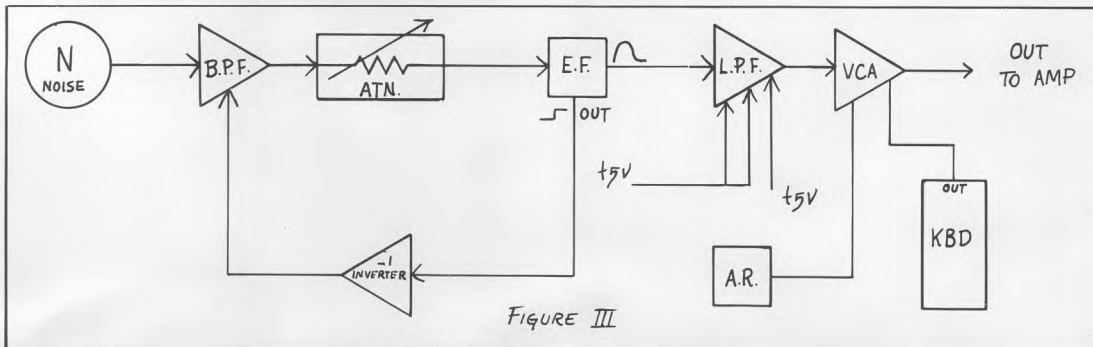 N
NOISE
B.P.F.
ATN.
E.F.
OUT
L.P.F.
+5V
+5V
VCA
OUT
TO AMP
OUT
KBD
A.R.
-1
INVERTER
FIGURE III